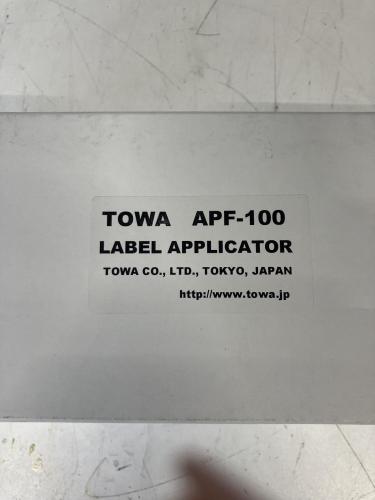 TOWA APF-100
LABEL APPLICATOR
TOWA CO., LTD., TOKYO, JAPAN
http://www.towa.jp